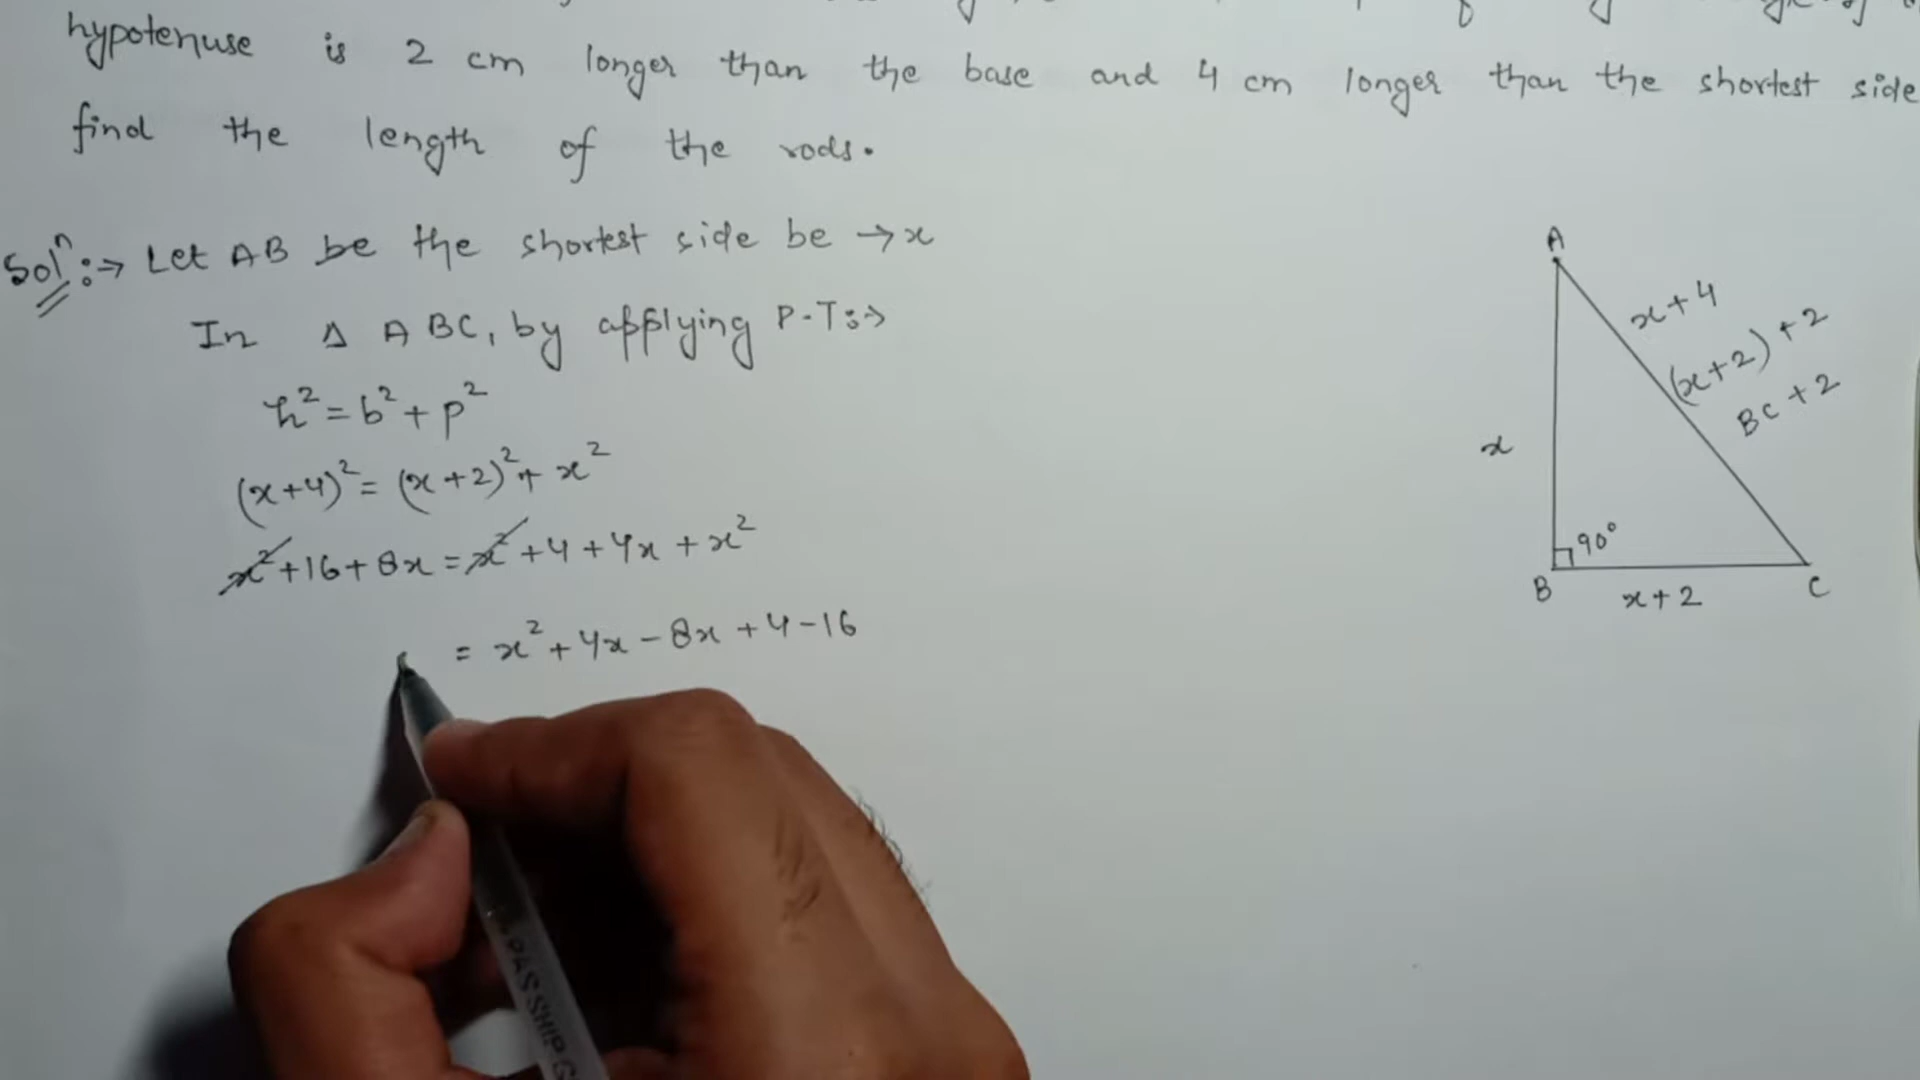 hypotenuse is 2 cm longer than the base and 4 cm longer than the shortest side
find the length of the rods.
Solⁿ:→ Let AB be the shortest side be → x
In Δ ABC, by applying P.T:→
h² = b² + p²
(x+4)² = (x+2)² + x²
x² + 16 + 8x = x² + 4 + 4x + x²
= x² + 4x - 8x + 4 - 16
A
x + 4
(x+2) + 2
BC + 2
x
90°
B
x + 2
C